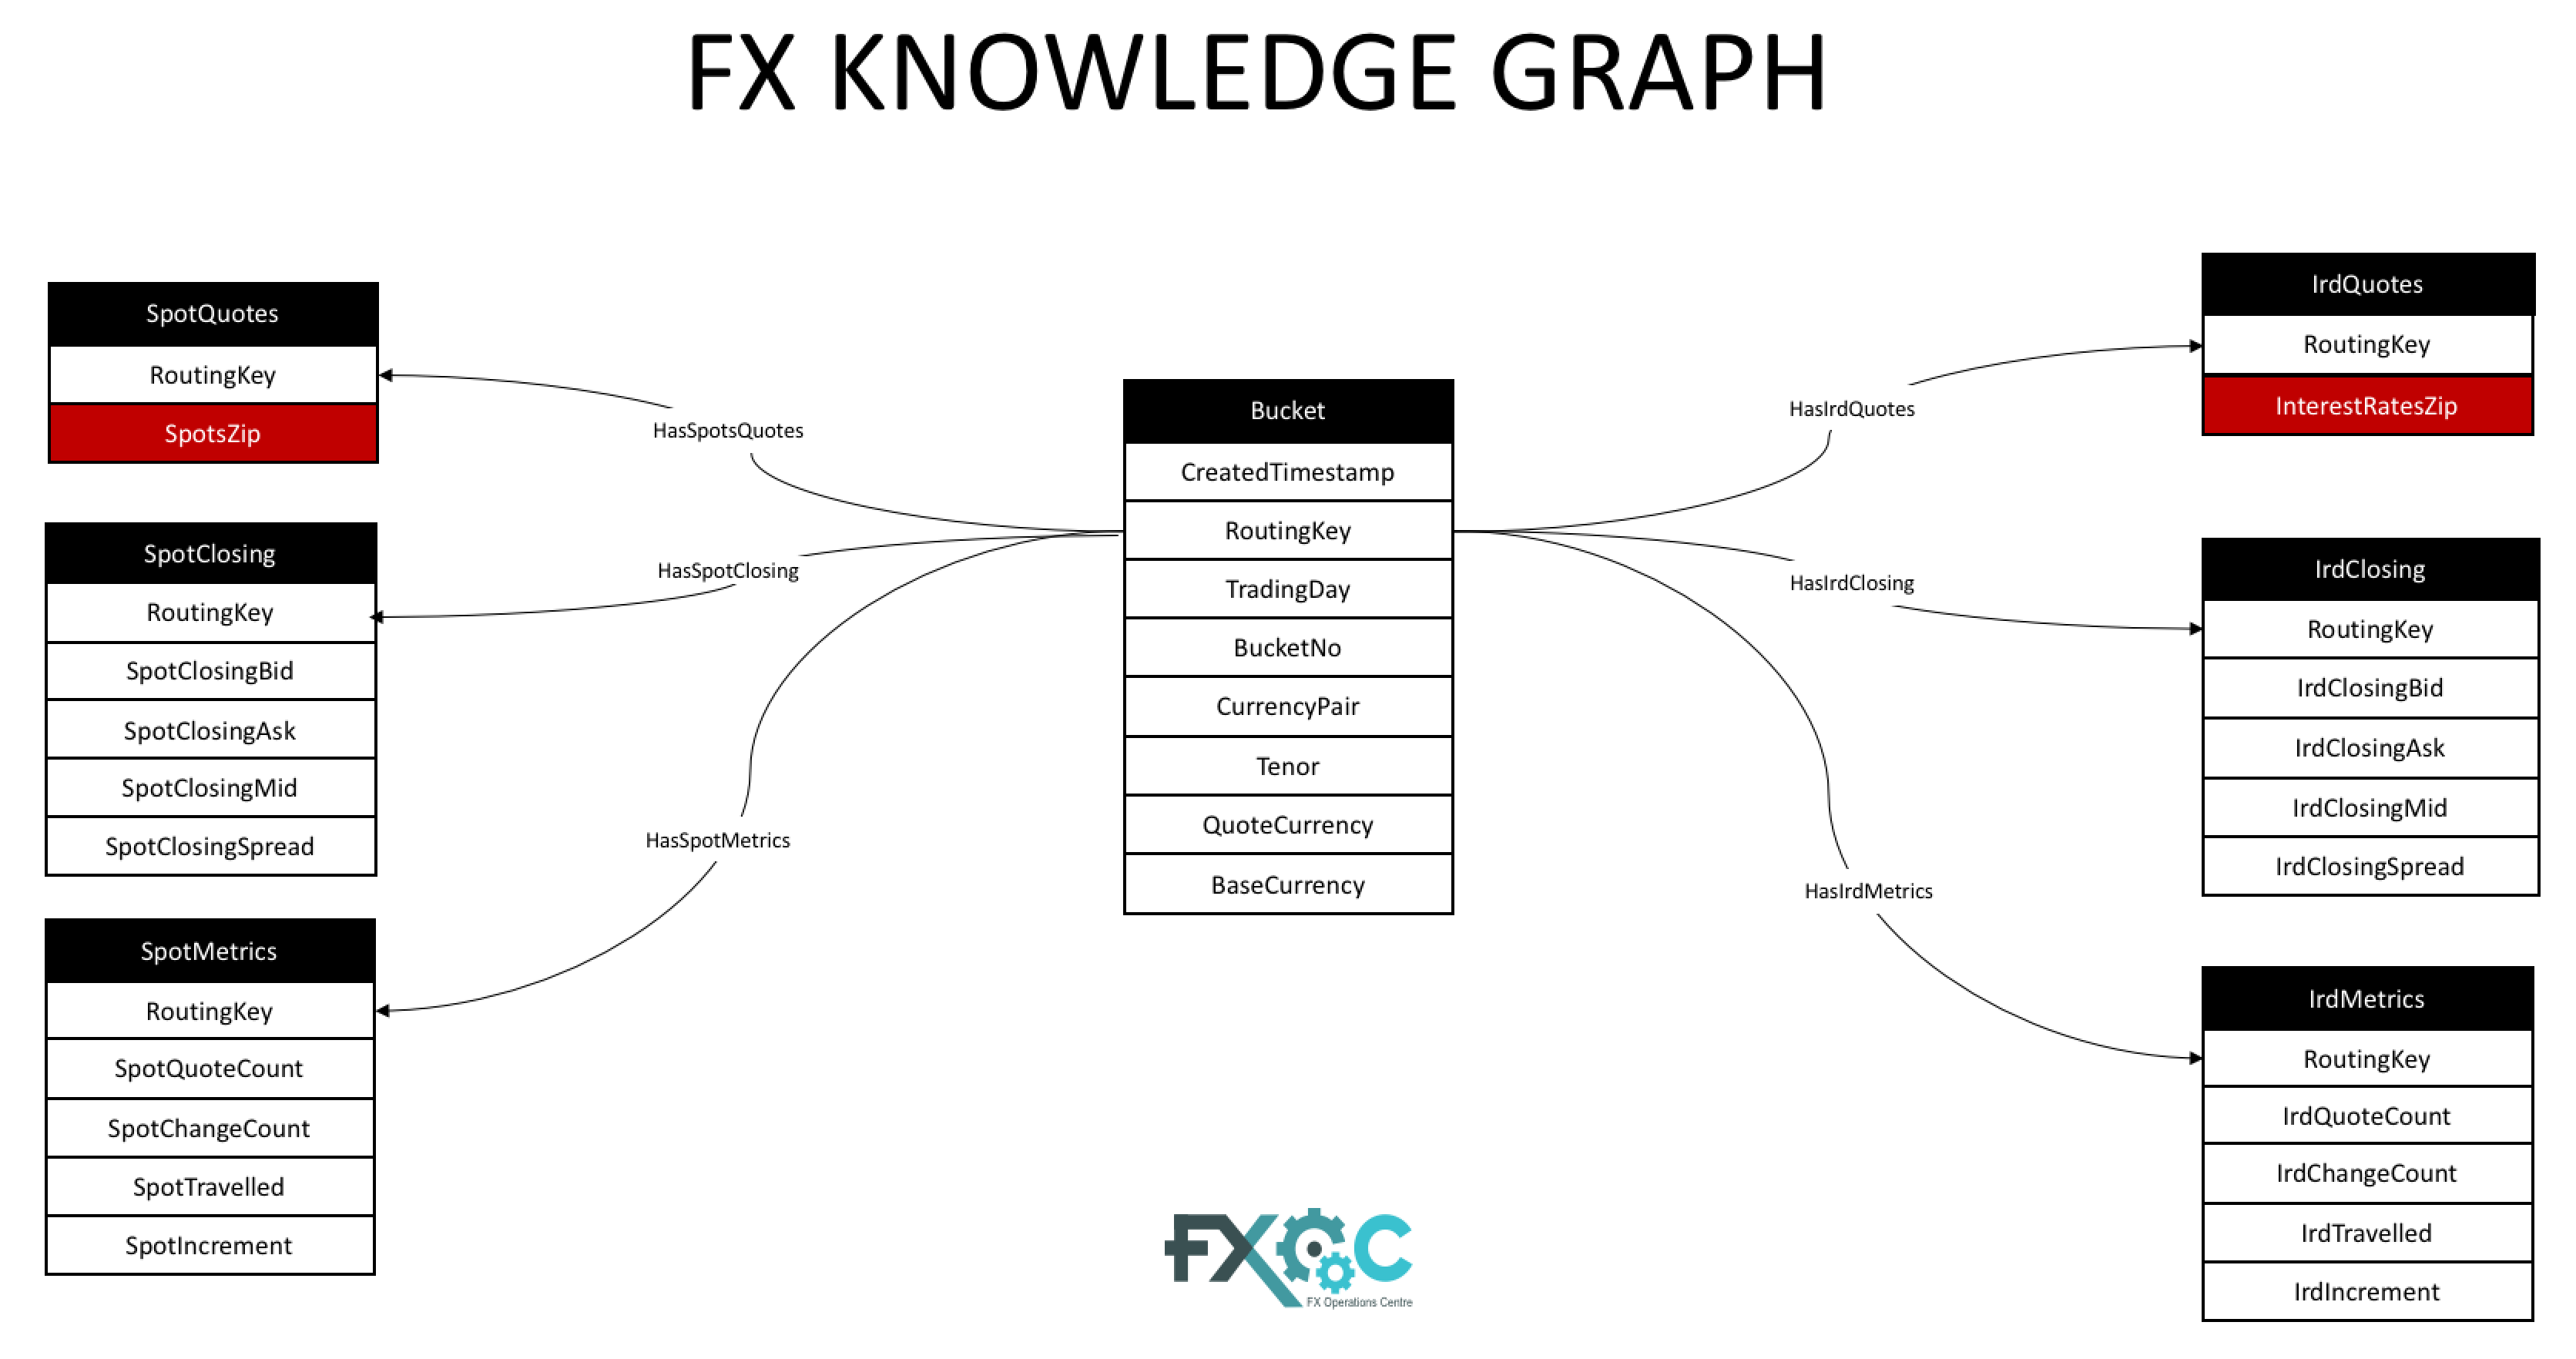 FX KNOWLEDGE GRAPH
SpotQuotes
RoutingKey
SpotsZip
SpotClosing
RoutingKey
SpotClosingBid
SpotClosingAsk
SpotClosingMid
SpotClosingSpread
SpotMetrics
RoutingKey
SpotQuoteCount
SpotChangeCount
SpotTravelled
SpotIncrement
HasSpotsQuotes
HasSpotClosing
HasSpotMetrics
Bucket
CreatedTimestamp
RoutingKey
TradingDay
BucketNo
CurrencyPair
Tenor
QuoteCurrency
BaseCurrency
HasIrdQuotes
HasIrdClosing
HasIrdMetrics
IrdQuotes
RoutingKey
InterestRatesZip
IrdClosing
RoutingKey
IrdClosingBid
IrdClosingAsk
IrdClosingMid
IrdClosingSpread
IrdMetrics
RoutingKey
IrdQuoteCount
IrdChangeCount
IrdTravelled
IrdIncrement
FXOC
FX Operations Centre